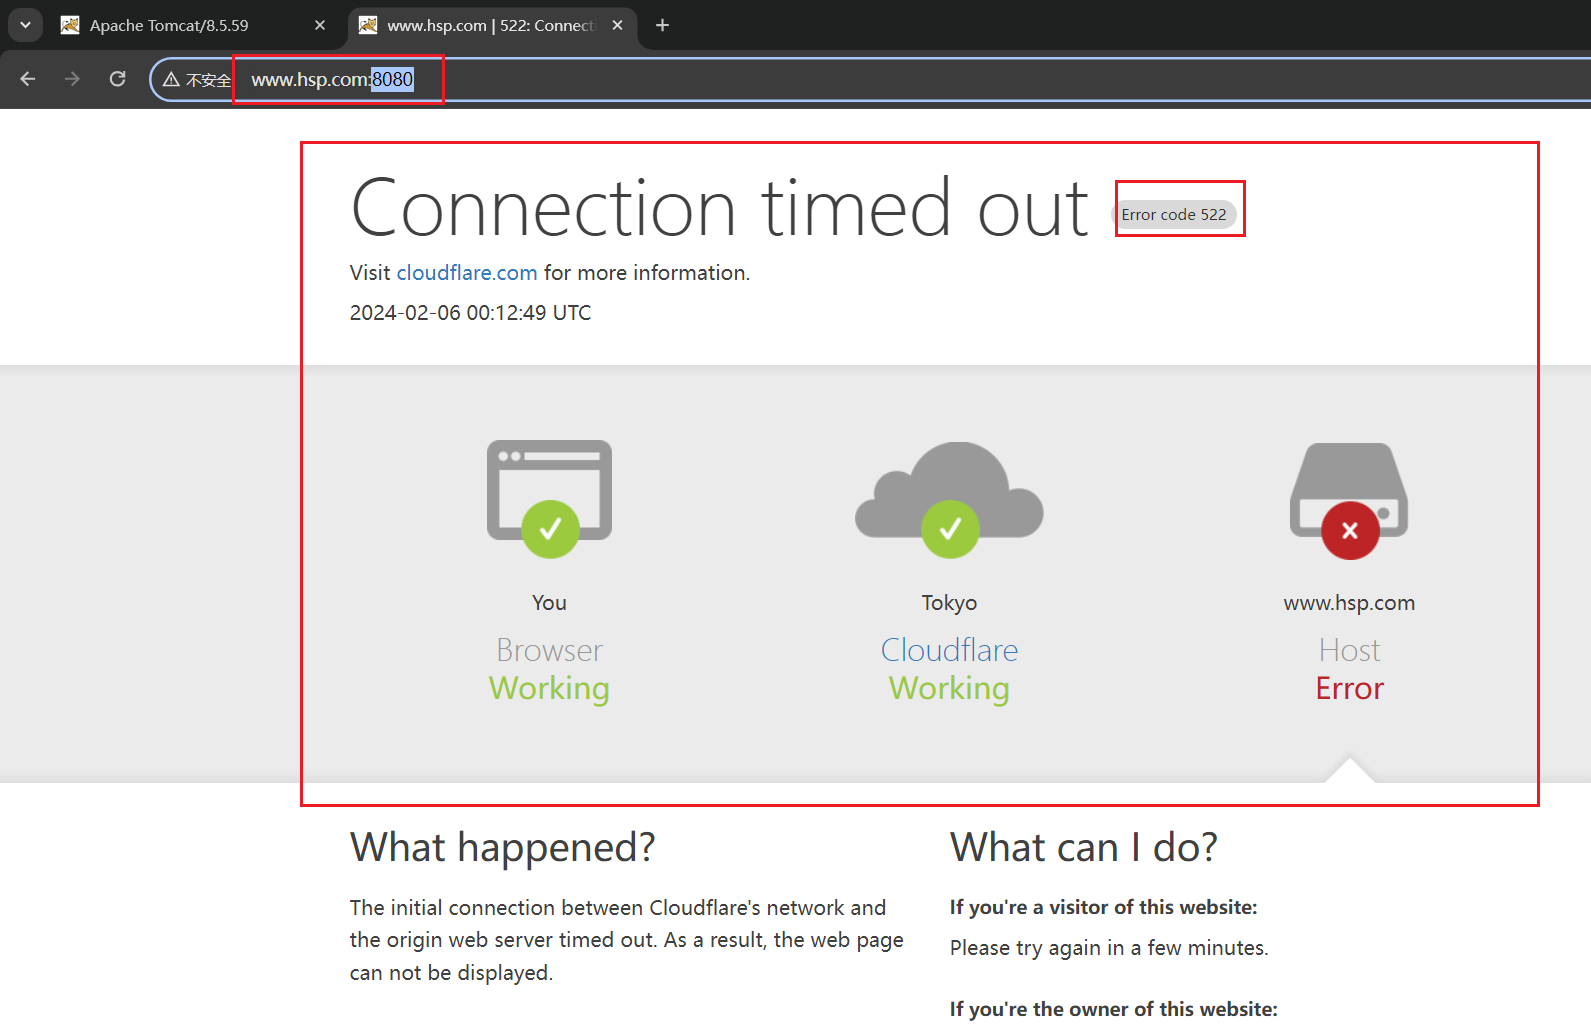 Apache Tomcat/8.5.59
www.hsp.com | 522: Connecti
不安全
www.hsp.com:8080
Connection timed out
Error code 522
Visit cloudflare.com for more information.
2024-02-06 00:12:49 UTC
You
Browser
Working
Tokyo
Cloudflare
Working
www.hsp.com
Host
Error
What happened?
The initial connection between Cloudflare's network and
the origin web server timed out. As a result, the web page
can not be displayed.
What can I do?
If you're a visitor of this website:
Please try again in a few minutes.
If you're the owner of this website: